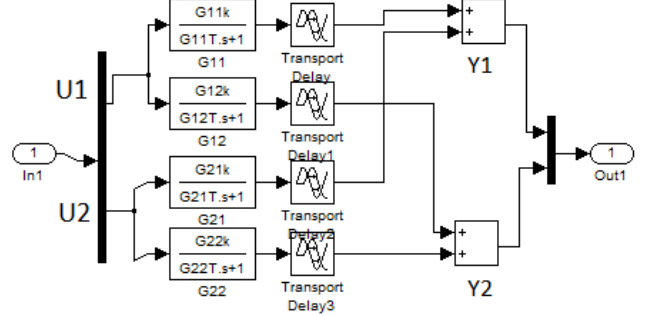 G11k
G11T.s+1
G11
Transport
Delay
+
+
Y1
U1
G12k
G12T.s+1
G12
Transport
Delay1
1
In1
1
Out1
G21k
G21T.s+1
G21
Transport
Delay2
U2
G22k
G22T.s+1
G22
Transport
Delay3
+
+
Y2